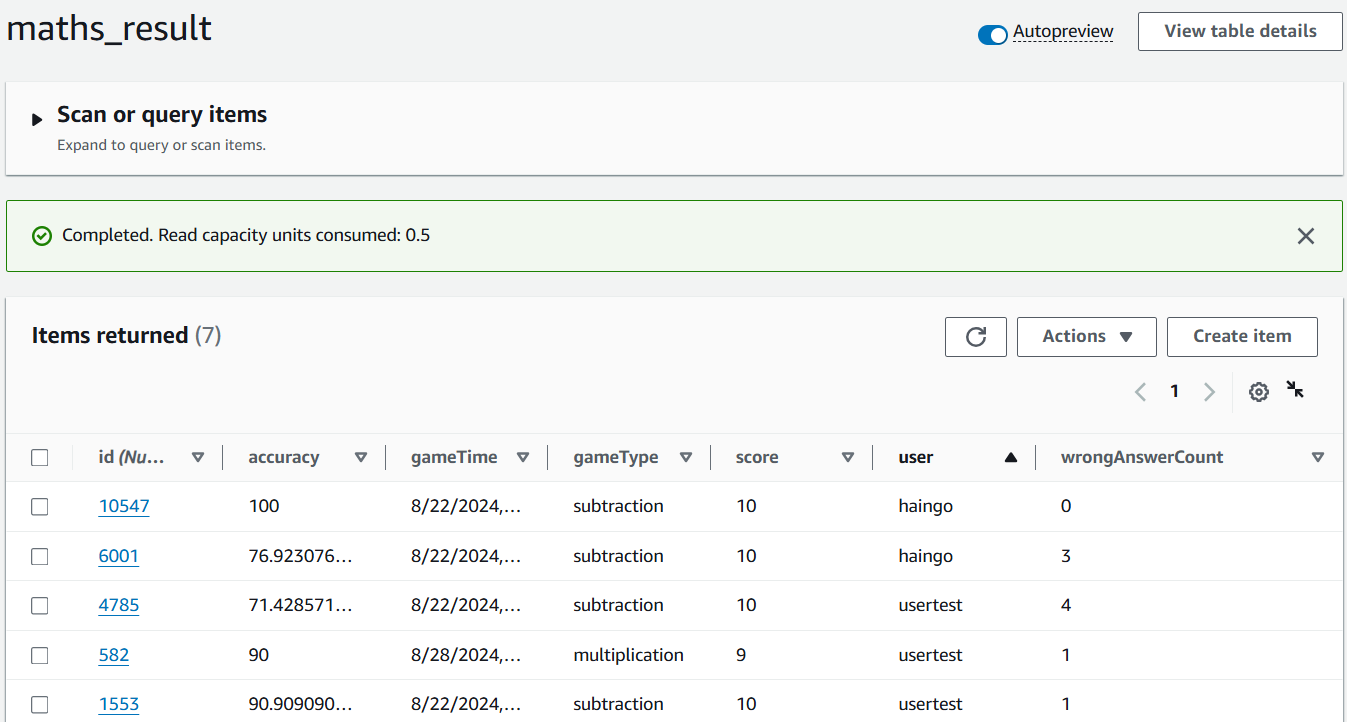 maths_result
Autopreview
View table details
Scan or query items
Expand to query or scan items.
Completed. Read capacity units consumed: 0.5
Items returned (7)
Actions
Create item
1
id (Nu... accuracy gameTime gameType score user wrongAnswerCount
10547 100 8/22/2024,... subtraction 10 haingo 0
6001 76.923076... 8/22/2024,... subtraction 10 haingo 3
4785 71.428571... 8/22/2024,... subtraction 10 usertest 4
582 90 8/28/2024,... multiplication 9 usertest 1
1553 90.909090... 8/22/2024,... subtraction 10 usertest 1